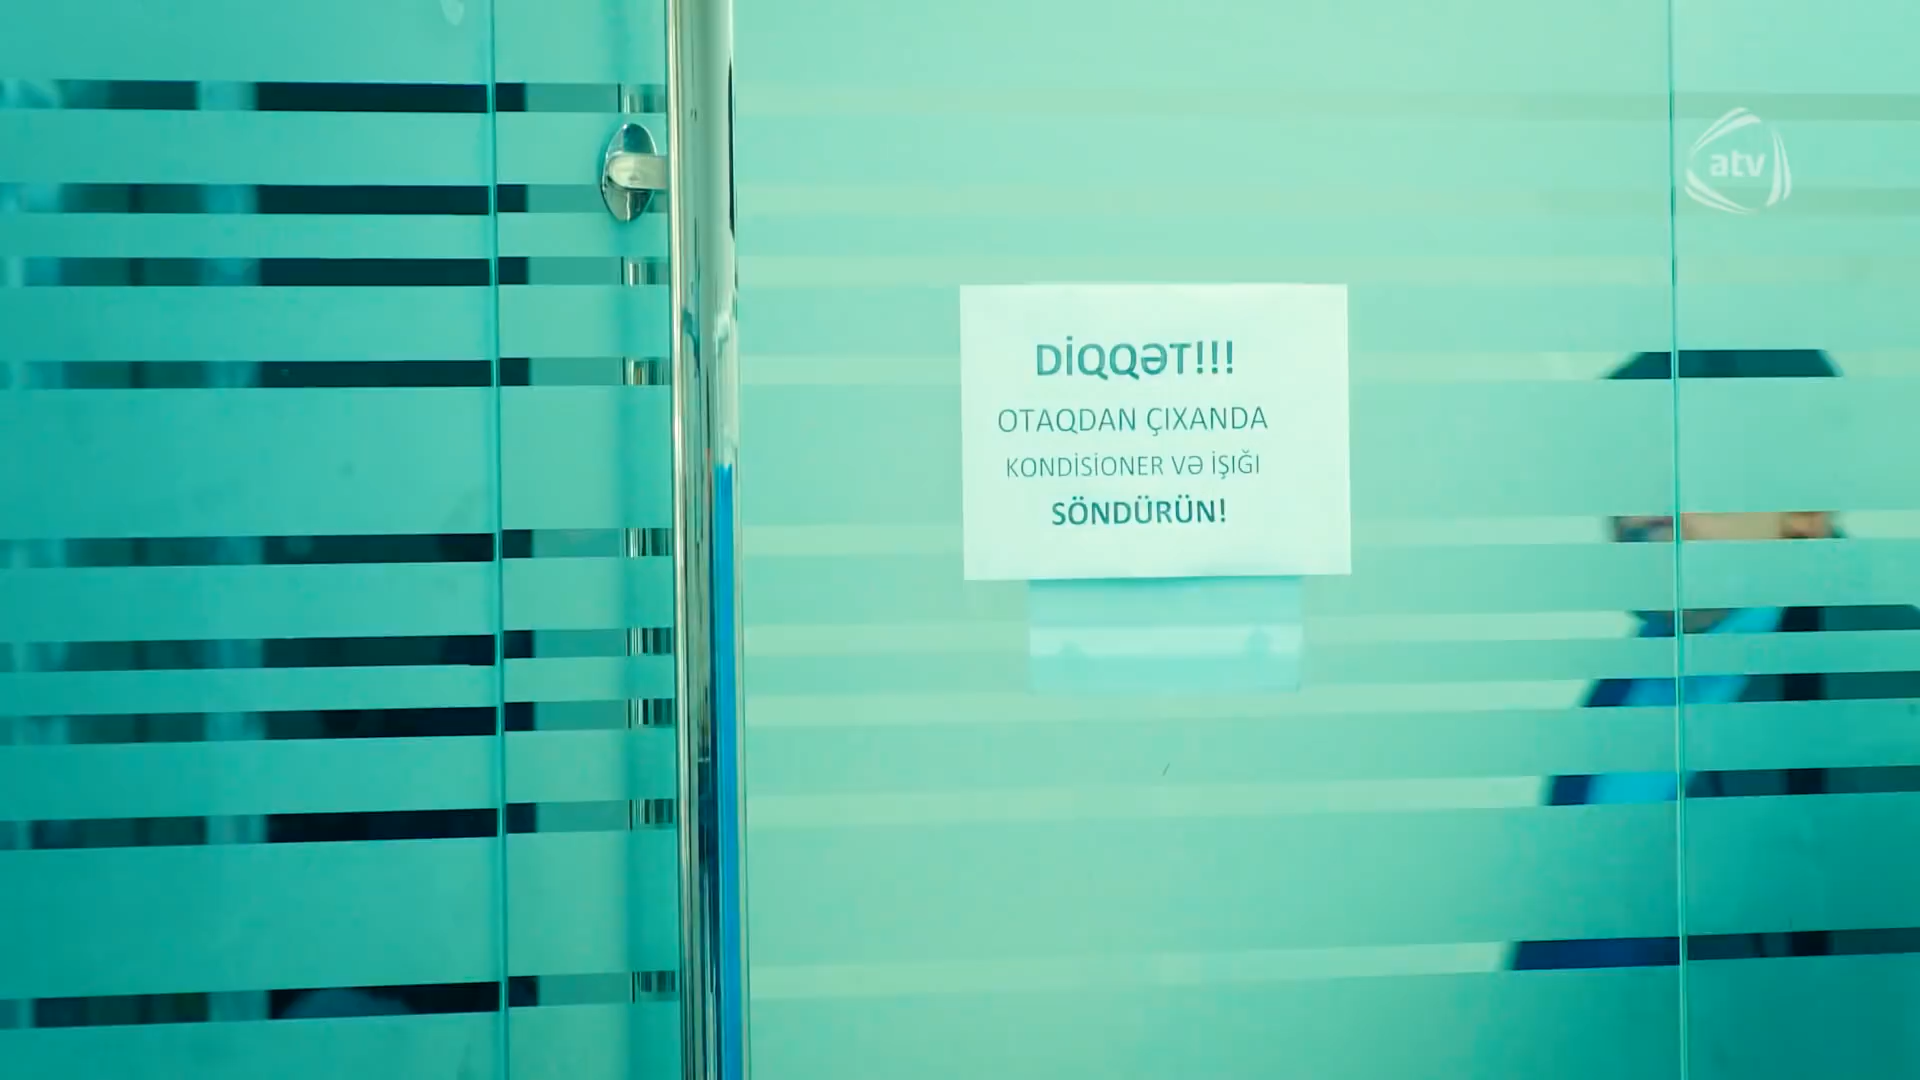 atv
DİQQƏT!!!
OTAQDAN ÇIXANDA
KONDİSİONER VƏ İŞIĞI
SÖNDÜRÜN!